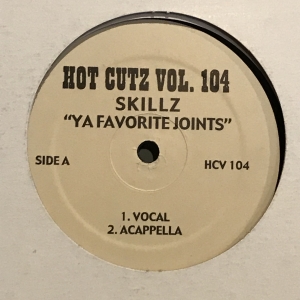 HOT CUTZ VOL. 104
SKILLZ
"YA FAVORITE JOINTS"
SIDE A
HCV 104
1. VOCAL
2. ACAPPELLA